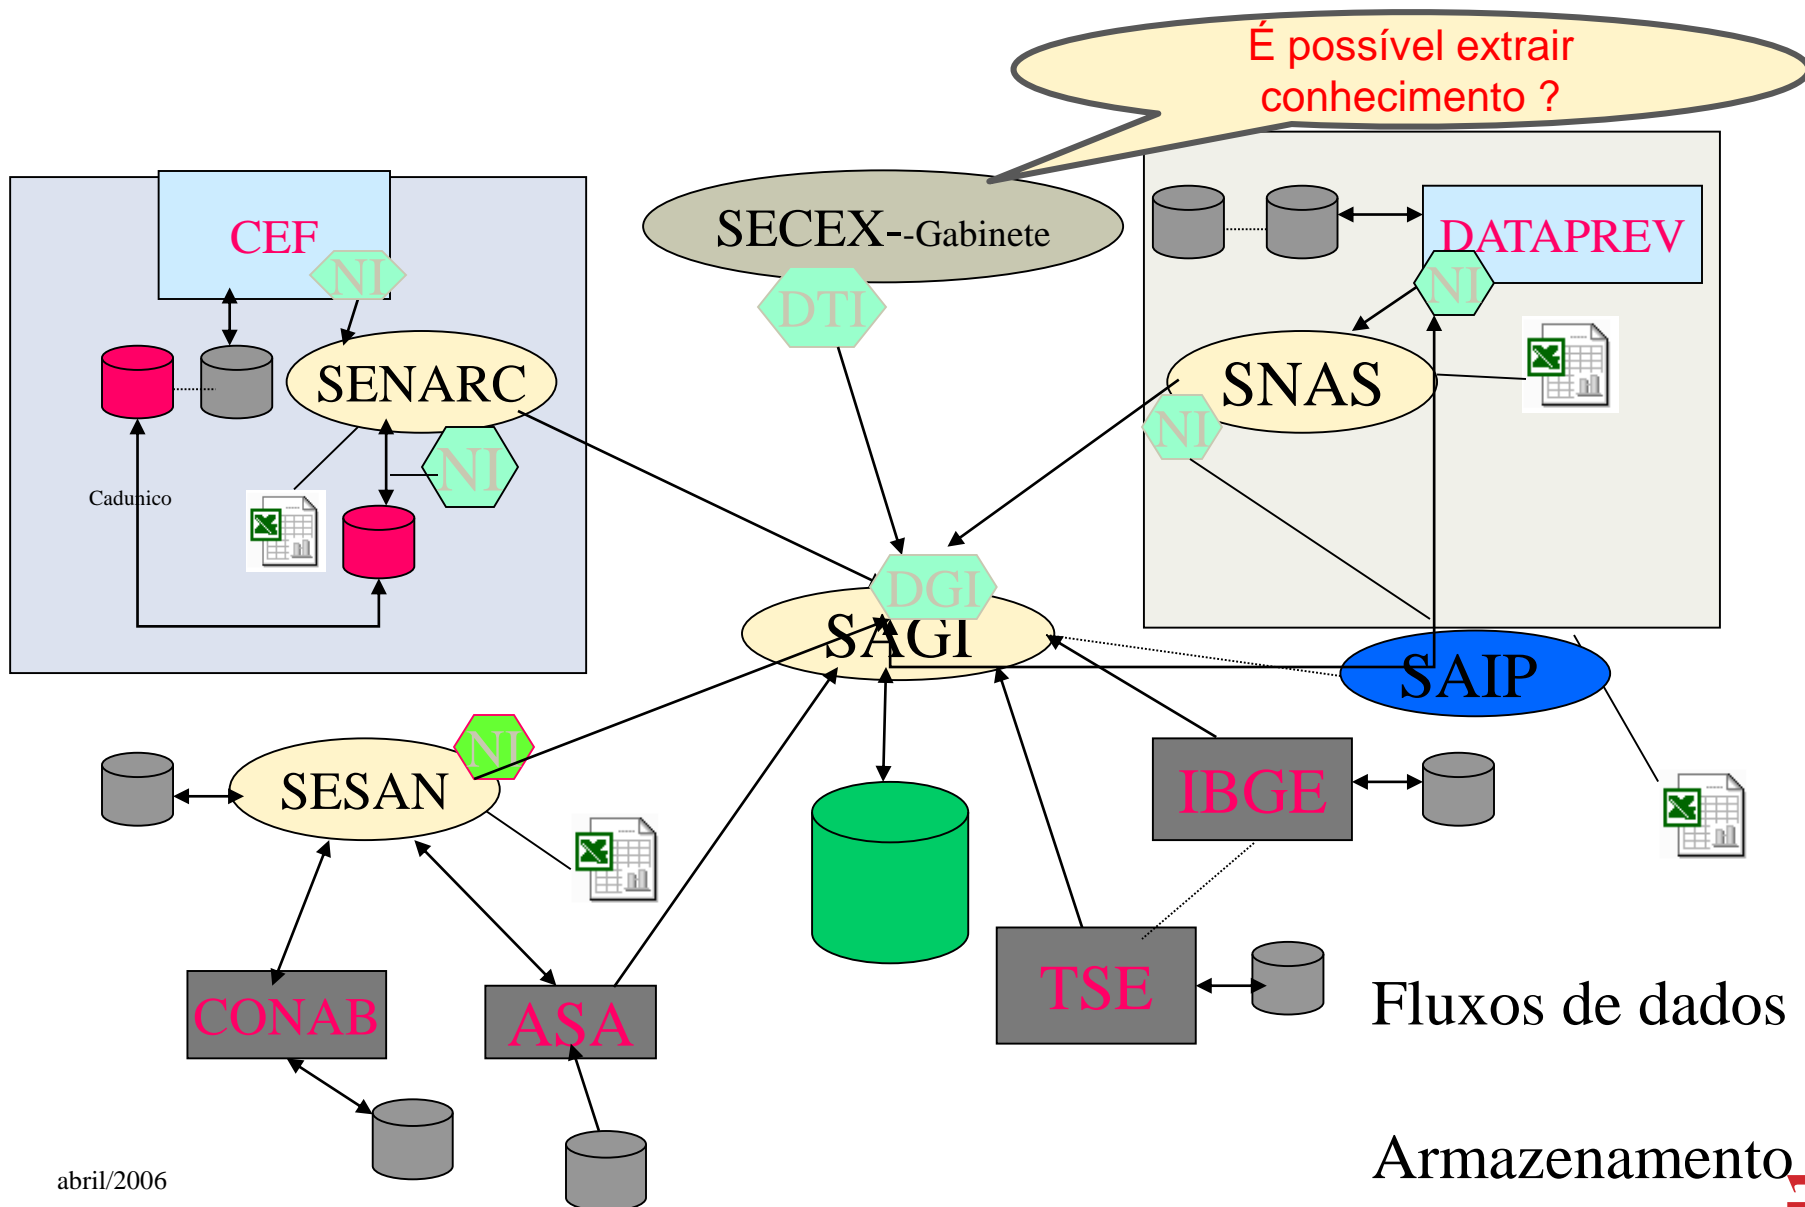 É possível extrair
conhecimento ?
CEF
NI
SECEX--Gabinete
DTI
DATAPREV
NI
SENARC
NI
SNAS
NI
Cadunico
DGI
SAGI
SAIP
NI
SESAN
IBGE
CONAB
ASA
TSE
Fluxos de dados
Armazenamento
abril/2006